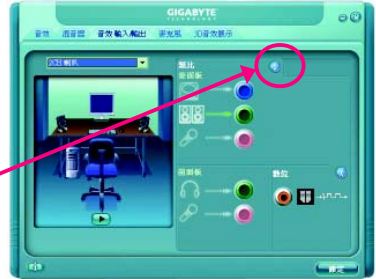 GIGABYTE
TECHNOLOGY
音效 混音器 音效輸入/輸出 麥克風 3D音效展示
2CH 喇叭
類比
後面板
前面板
數位
確定